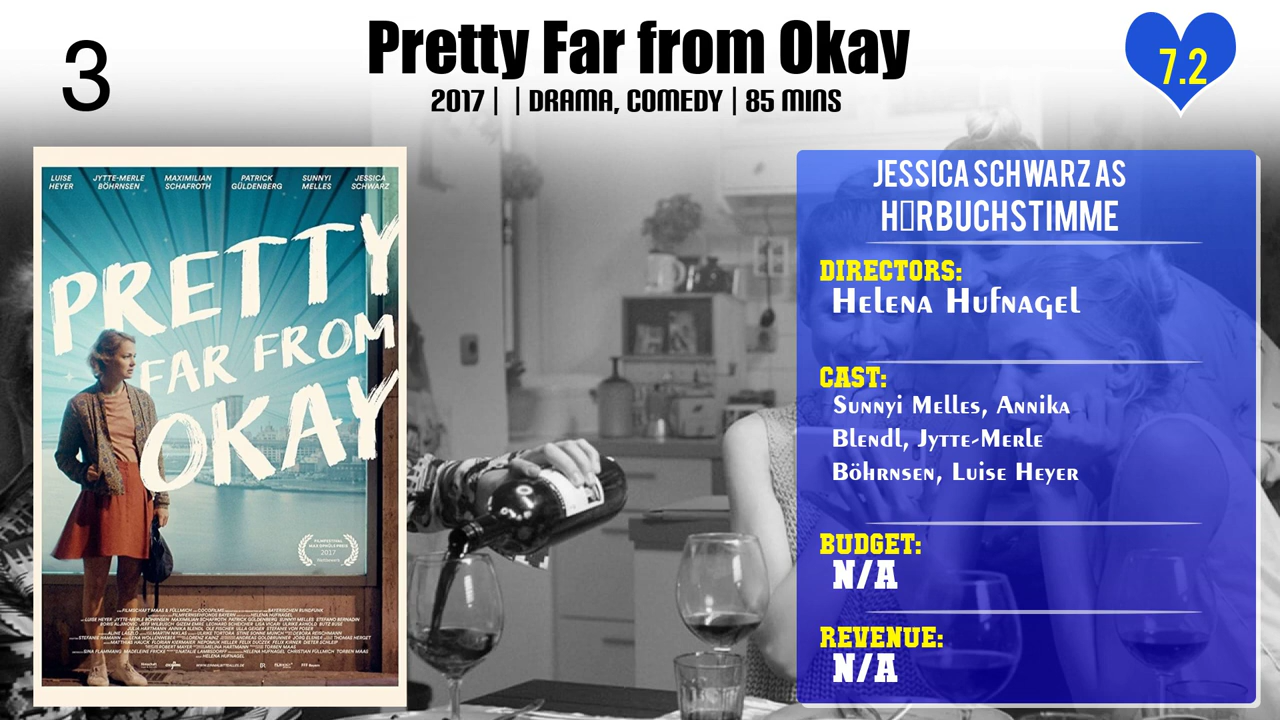 3
Pretty Far from Okay
2017 | | DRAMA, COMEDY | 85 MINS
7.2
LUISE HEYER
JYTTE-MERLE BÖHRNSEN
MAXIMILIAN SCHAFROTH
PATRICK GÜLDENBERG
SUNNYI MELLES
JESSICA SCHWARZ
PRETTY
FAR FROM
OKAY
2017
JESSICA SCHWARZ AS
H▯RBUCHSTIMME
DIRECTORS:
Helena Hufnagel
CAST:
Sunnyi Melles, Annika
Blendl, Jytte-Merle
Böhrnsen, Luise Heyer
BUDGET:
N/A
REVENUE:
N/A